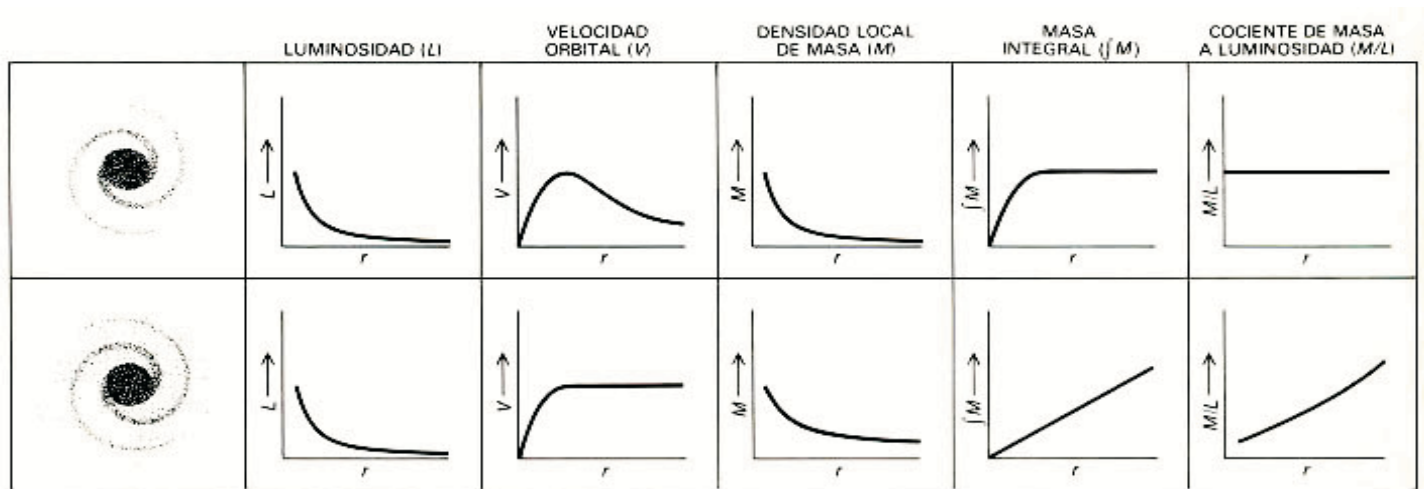 LUMINOSIDAD (L)
VELOCIDAD
ORBITAL (V)
DENSIDAD LOCAL
DE MASA (M)
MASA
INTEGRAL (∫ M)
COCIENTE DE MASA
A LUMINOSIDAD (M/L)
L
r
V
r
M
r
∫ M
r
M/L
r
L
r
V
r
M
r
∫ M
r
M/L
r